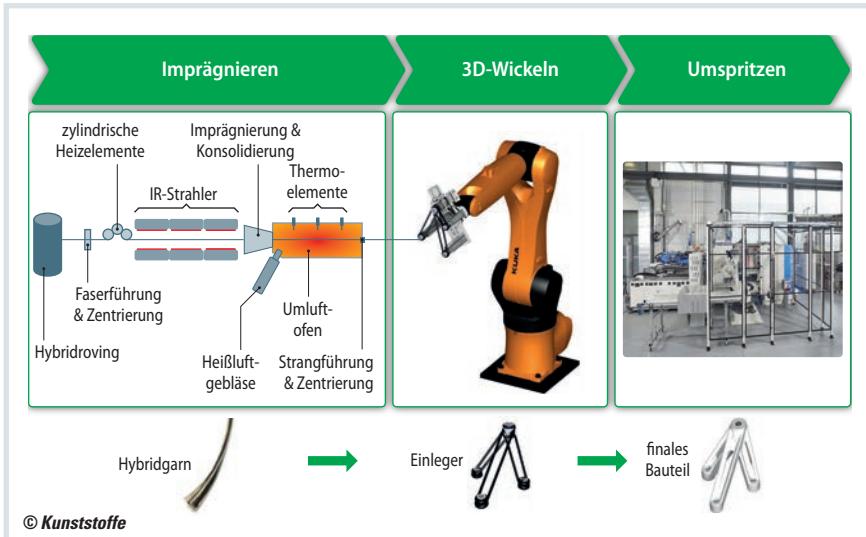 Imprägnieren
3D-Wickeln
Umspritzen
zylindrische
Heizelemente
Imprägnierung &
Konsolidierung
IR-Strahler
Thermo-
elemente
Faserführung
& Zentrierung
Hybridroving
Umluft-
ofen
Heißluft-
gebläse
Strangführung
& Zentrierung
KUKA
Hybridgarn
Einleger
finales
Bauteil
© Kunststoffe